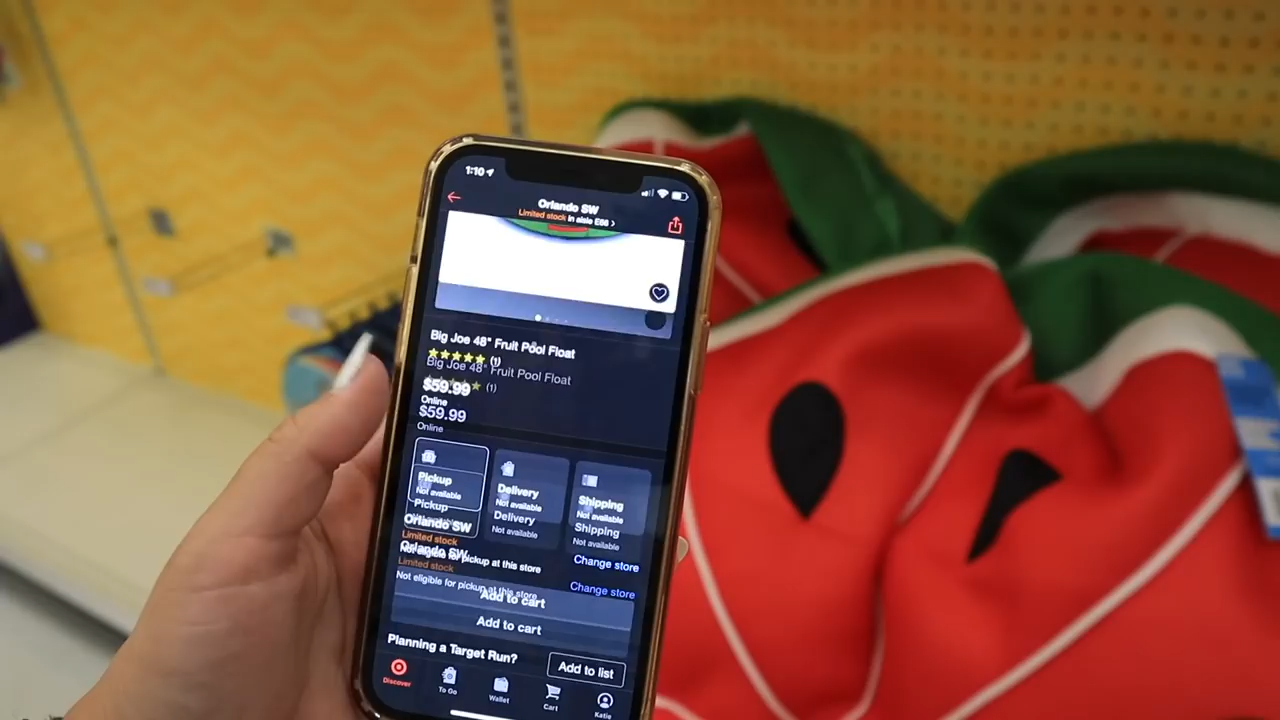 1:10
Orlando SW
Limited stock in aisle E66 >
Big Joe 48" Fruit Pool Float
(1)
Big Joe 48" Fruit Pool Float
$59.99
(1)
Online
$59.99
Online
Pickup
Not available
Delivery
Not available
Shipping
Not available
Pickup
Delivery
Not available
Shipping
Not available
Orlando SW
Limited stock
Not eligible for pickup at this store
Change store
Orlando SW
Limited stock
Not eligible for pickup at this store
Change store
Add to cart
Add to cart
Planning a Target Run?
Add to list
Discover
To Go
Wallet
Cart
Katie